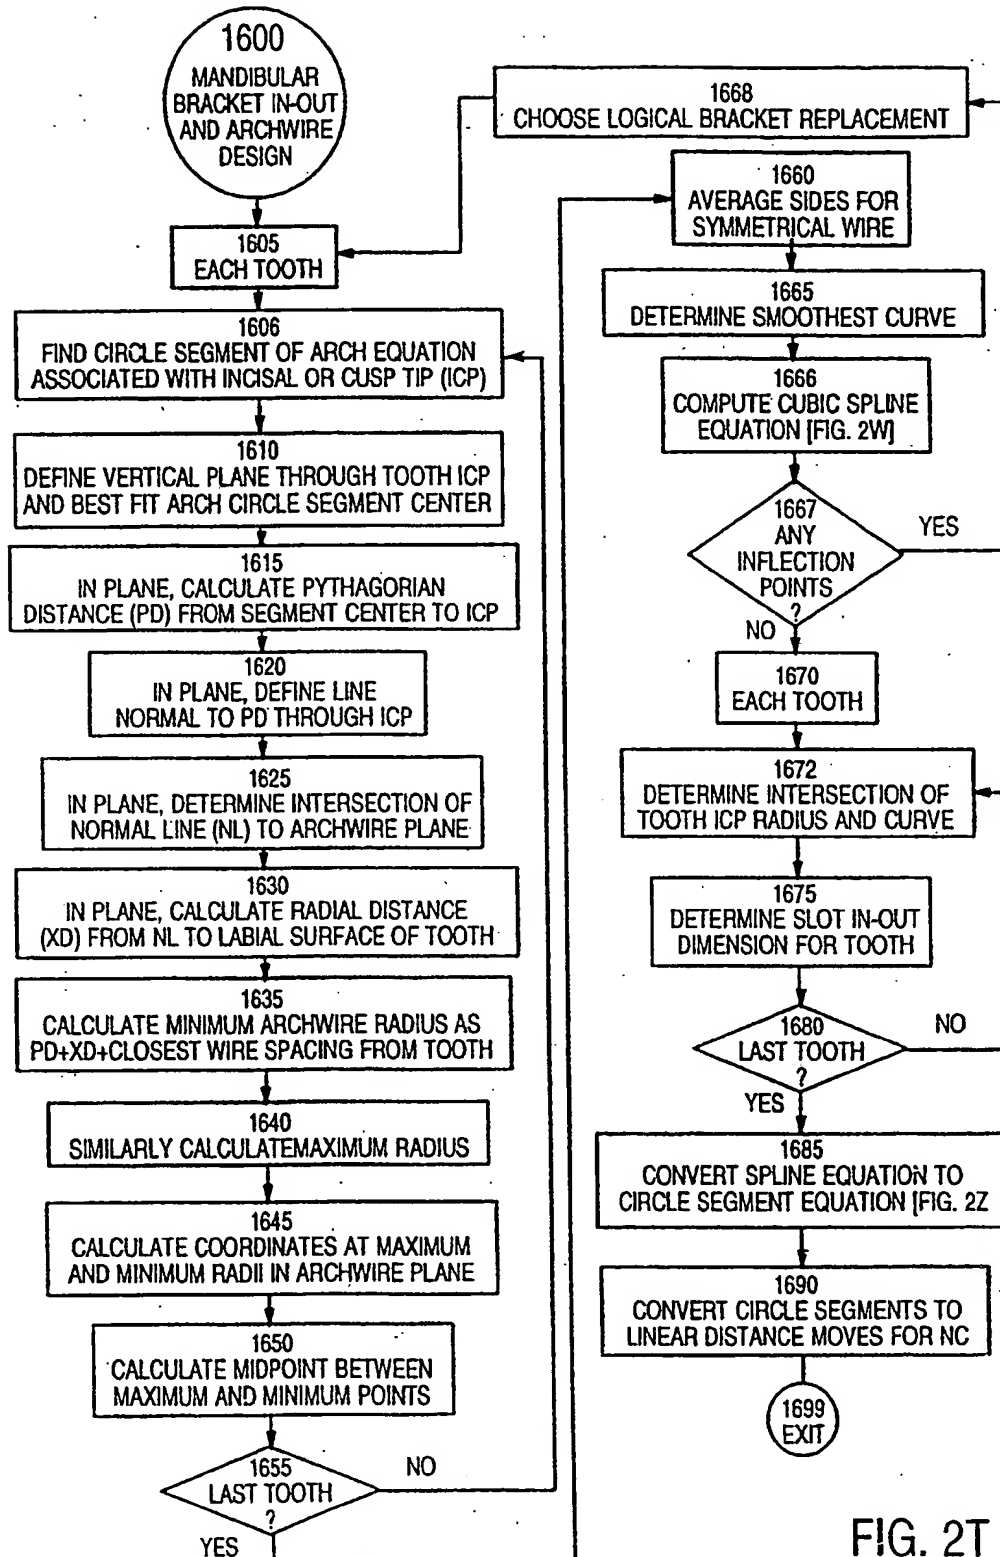 1600
MANDIBULAR
BRACKET IN-OUT
AND ARCHWIRE
DESIGN
1605
EACH TOOTH
1606
FIND CIRCLE SEGMENT OF ARCH EQUATION
ASSOCIATED WITH INCISAL OR CUSP TIP (ICP)
1610
DEFINE VERTICAL PLANE THROUGH TOOTH ICP
AND BEST FIT ARCH CIRCLE SEGMENT CENTER
1615
IN PLANE, CALCULATE PYTHAGORIAN
DISTANCE (PD) FROM SEGMENT CENTER TO ICP
1620
IN PLANE, DEFINE LINE
NORMAL TO PD THROUGH ICP
1625
IN PLANE, DETERMINE INTERSECTION OF
NORMAL LINE (NL) TO ARCHWIRE PLANE
1630
IN PLANE, CALCULATE RADIAL DISTANCE
(XD) FROM NL TO LABIAL SURFACE OF TOOTH
1635
CALCULATE MINIMUM ARCHWIRE RADIUS AS
PD+XD+CLOSEST WIRE SPACING FROM TOOTH
1640
SIMILARLY CALCULATEMAXIMUM RADIUS
1645
CALCULATE COORDINATES AT MAXIMUM
AND MINIMUM RADII IN ARCHWIRE PLANE
1650
CALCULATE MIDPOINT BETWEEN
MAXIMUM AND MINIMUM POINTS
1655
LAST TOOTH
?
NO
YES
1668
CHOOSE LOGICAL BRACKET REPLACEMENT
1660
AVERAGE SIDES FOR
SYMMETRICAL WIRE
1665
DETERMINE SMOOTHEST CURVE
1666
COMPUTE CUBIC SPLINE
EQUATION [FIG. 2W]
1667
ANY
INFLECTION
POINTS
?
YES
NO
1670
EACH TOOTH
1672
DETERMINE INTERSECTION OF
TOOTH ICP RADIUS AND CURVE
1675
DETERMINE SLOT IN-OUT
DIMENSION FOR TOOTH
1680
LAST TOOTH
?
NO
YES
1685
CONVERT SPLINE EQUATION TO
CIRCLE SEGMENT EQUATION [FIG. 2Z
1690
CONVERT CIRCLE SEGMENTS TO
LINEAR DISTANCE MOVES FOR NC
1699
EXIT
FIG. 2T